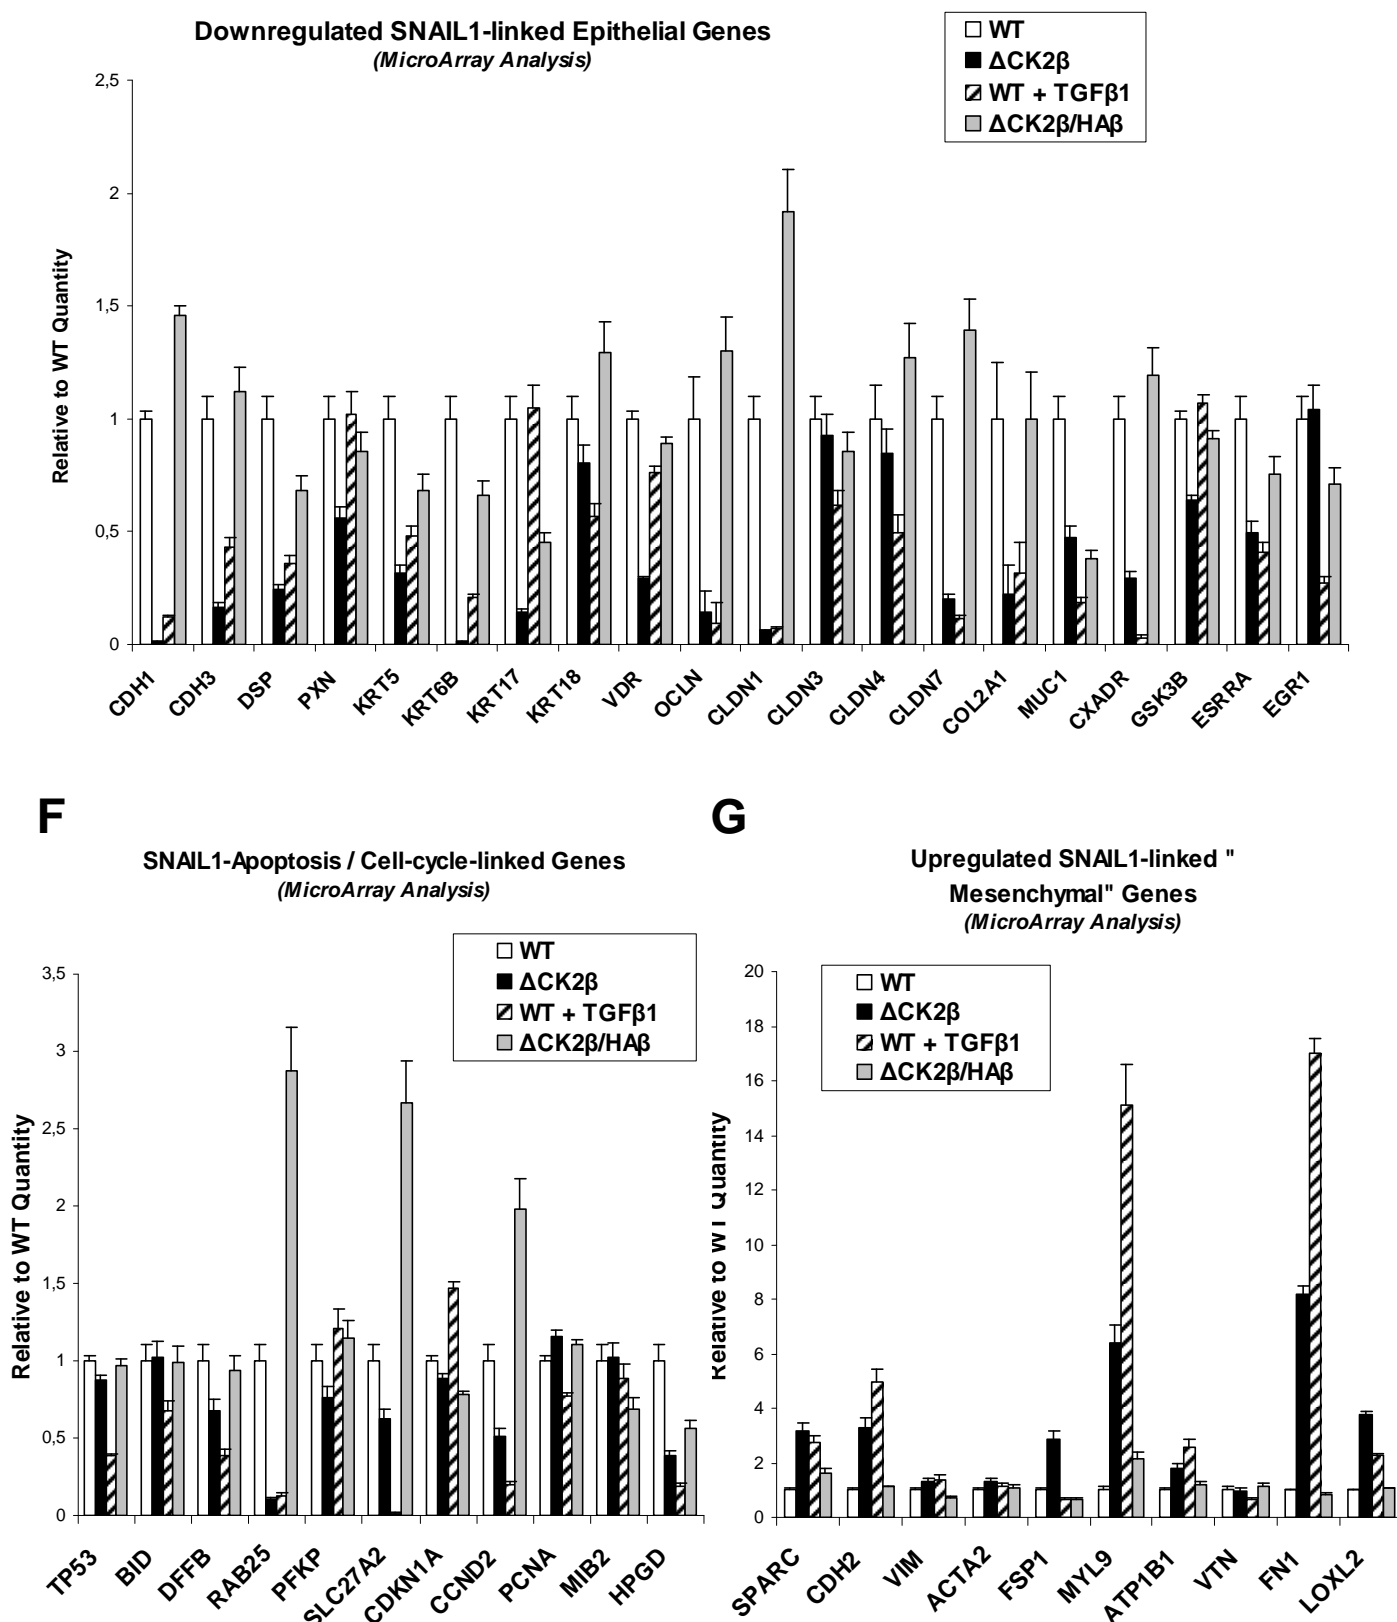 Downregulated SNAIL1-linked Epithelial Genes
(MicroArray Analysis)
WT
ΔCK2β
WT + TGFβ1
ΔCK2β/HAβ
Relative to WT Quantity
2,5
2
1,5
1
0,5
0
CDH1
CDH3
DSP
PXN
KRT5
KRT6B
KRT17
KRT18
VDR
OCLN
CLDN1
CLDN3
CLDN4
CLDN7
COL2A1
MUC1
CXADR
GSK3B
ESRRA
EGR1
F
SNAIL1-Apoptosis / Cell-cycle-linked Genes
(MicroArray Analysis)
WT
ΔCK2β
WT + TGFβ1
ΔCK2β/HAβ
Relative to WT Quantity
3,5
3
2,5
2
1,5
1
0,5
0
TP53
BID
DFFB
RAB25
PFKP
SLC27A2
CDKN1A
CCND2
PCNA
MIB2
HPGD
G
Upregulated SNAIL1-linked "
Mesenchymal" Genes
(MicroArray Analysis)
WT
ΔCK2β
WT + TGFβ1
ΔCK2β/HAβ
Relative to WT Quantity
20
18
16
14
12
10
8
6
4
2
0
SPARC
CDH2
VIM
ACTA2
FSP1
MYL9
ATP1B1
VTN
FN1
LOXL2